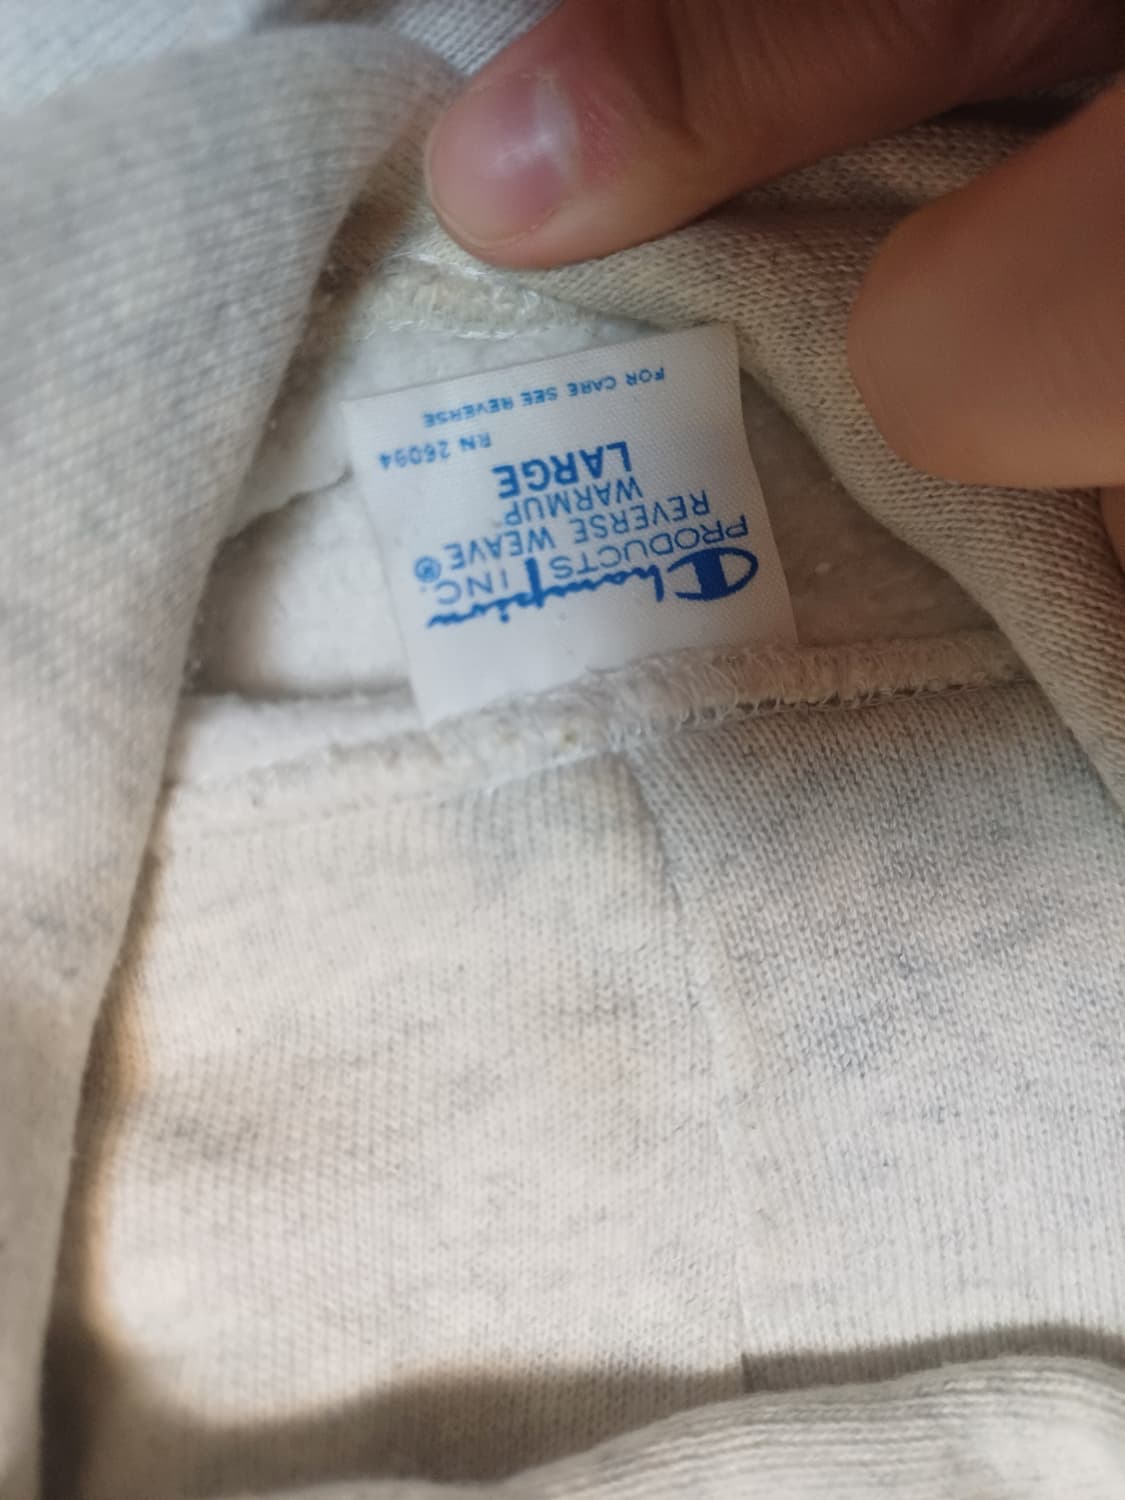 Champion
PRODUCTS INC.
REVERSE WEAVE®
WARMUP
LARGE
RN 26094
FOR CARE SEE REVERSE